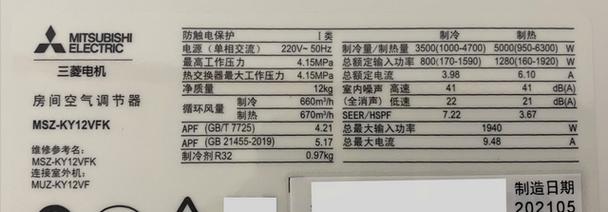 MITSUBISHI
ELECTRIC
三菱电机
房间空气调节器
MSZ-KY12VFK
维修参考名：
MSZ-KY12VFK
连接室外机：
MUZ-KY12VF
防触电保护 I 类
电源（单相交流） 220V~ 50Hz
最高工作压力 4.15MPa
热交换器最大工作压力 4.15MPa
净质量 12kg
循环风量 制冷 660m³/h
制热 670m³/h
APF (GB/T 7725) 4.21
APF (GB 21455-2019) 5.17
制冷剂 R32 0.97kg
制冷 制热
制冷量/制热量 3500(1000-4700) 5000(950-6300) W
总额定输入功率 800(170-1590) 1280(160-1920) W
总额定电流 3.98 6.10 A
室内噪声 高速 41 41 dB(A)
(全消声) 低速 22 21 dB(A)
SEER/HSPF 7.22 3.67
总最大输入功率 1940 W
总最大电流 9.48 A
制造日期
202105